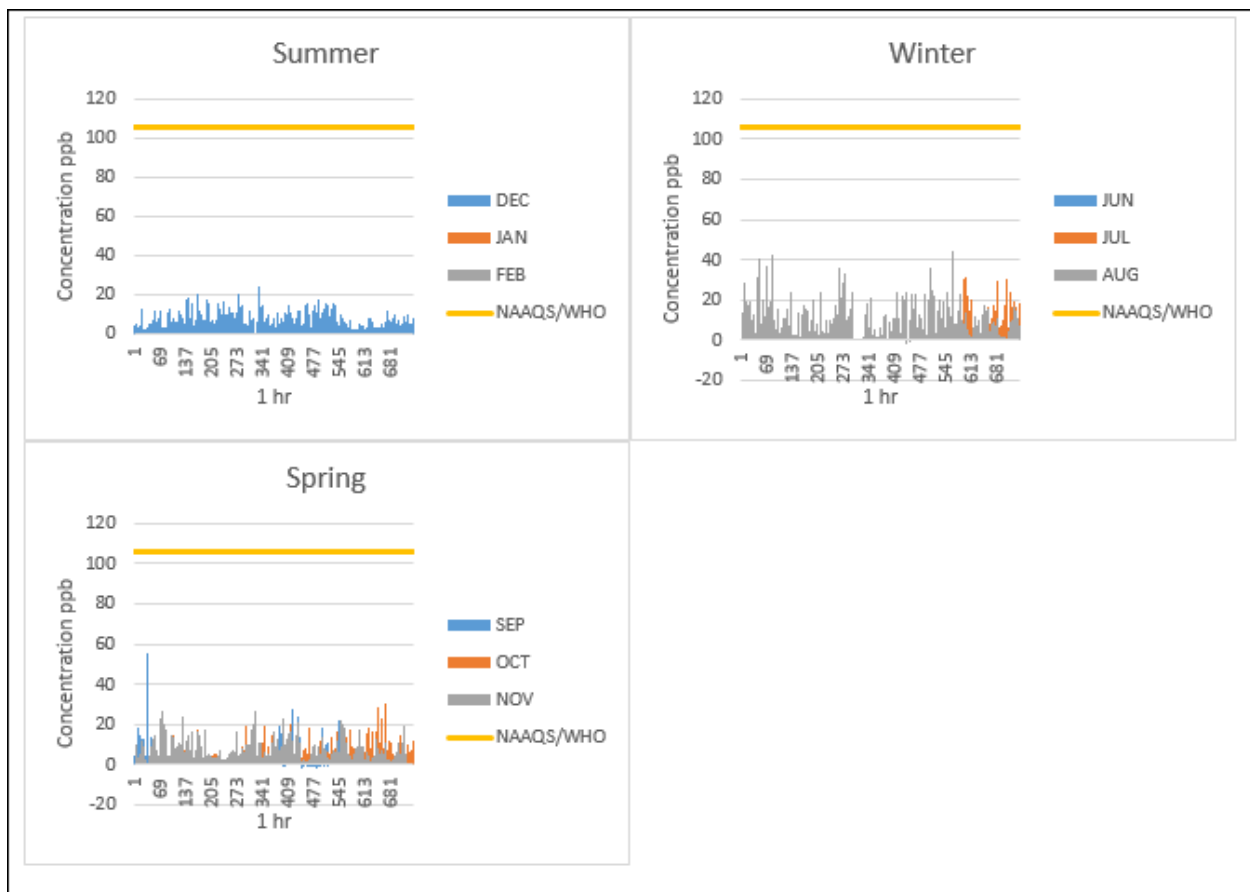 Summer
120
100
80
60
40
20
0
Concentration ppb
1
69
137
205
273
341
409
477
545
613
681
1 hr
DEC
JAN
FEB
NAAQS/WHO
Winter
120
100
80
60
40
20
0
-20
Concentration ppb
1
69
137
205
273
341
409
477
545
613
681
1 hr
JUN
JUL
AUG
NAAQS/WHO
Spring
120
100
80
60
40
20
0
-20
Concentration ppb
1
69
137
205
273
341
409
477
545
613
681
1 hr
SEP
OCT
NOV
NAAQS/WHO